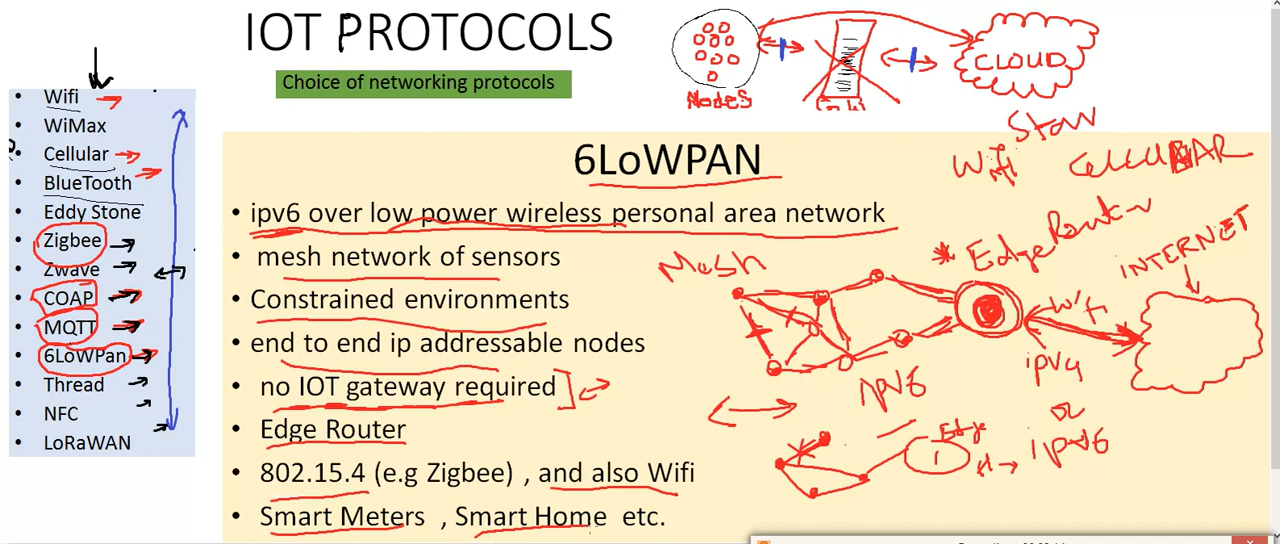 IOT PROTOCOLS
Choice of networking protocols
NodeS
CLOUD
• Wifi
• WiMax
• Cellular
• BlueTooth
• Eddy Stone
• Zigbee
• Zwave
• COAP
• MQTT
• 6LoWPan
• Thread
• NFC
• LoRaWAN
6LoWPAN
• ipv6 over low power wireless personal area network
• mesh network of sensors
• Constrained environments
• end to end ip addressable nodes
• no IOT gateway required
• Edge Router
• 802.15.4 (e.g Zigbee) , and also Wifi
• Smart Meters , Smart Home etc.
Wifi
CELLULAR
Mesh
* Edge Router
INTERNET
Wifi
ipv4
or
ipv6
ipv6
Edge